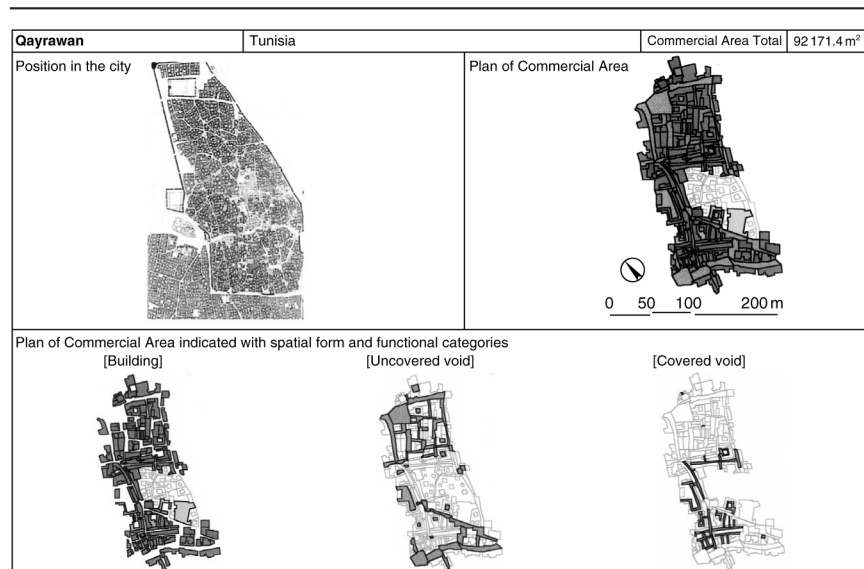 Qayrawan
Tunisia
Commercial Area Total
92 171.4 m²
Position in the city
Plan of Commercial Area
0 50 100 200 m
Plan of Commercial Area indicated with spatial form and functional categories
[Building]
[Uncovered void]
[Covered void]